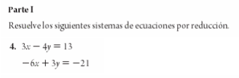 Parte I
Resuelve los siguientes sistemas de ecuaciones por reducción.
4. 3x − 4y = 13
−6x + 3y = −21